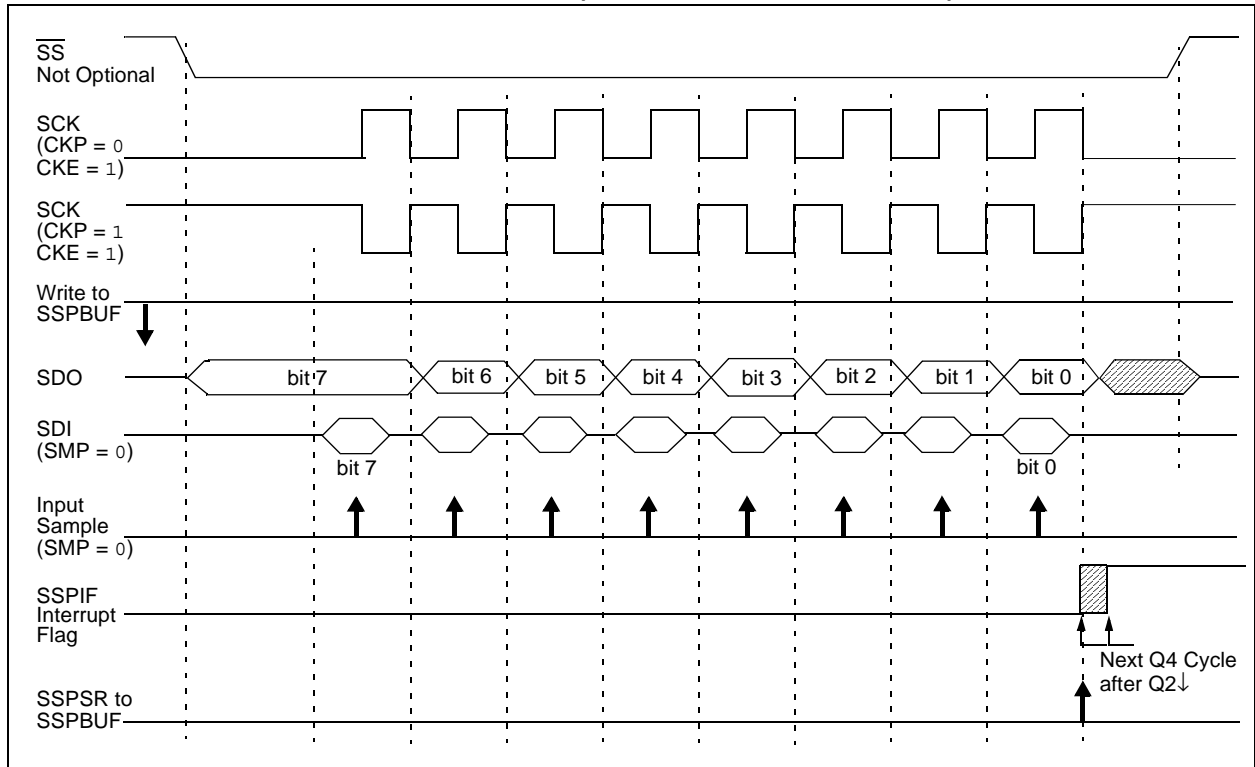 SS
Not Optional
SCK
(CKP = 0
CKE = 1)
SCK
(CKP = 1
CKE = 1)
Write to
SSPBUF
SDO
bit 7 bit 6 bit 5 bit 4 bit 3 bit 2 bit 1 bit 0
SDI
(SMP = 0)
bit 7 bit 0
Input
Sample
(SMP = 0)
SSPIF
Interrupt
Flag
Next Q4 Cycle
after Q2↓
SSPSR to
SSPBUF